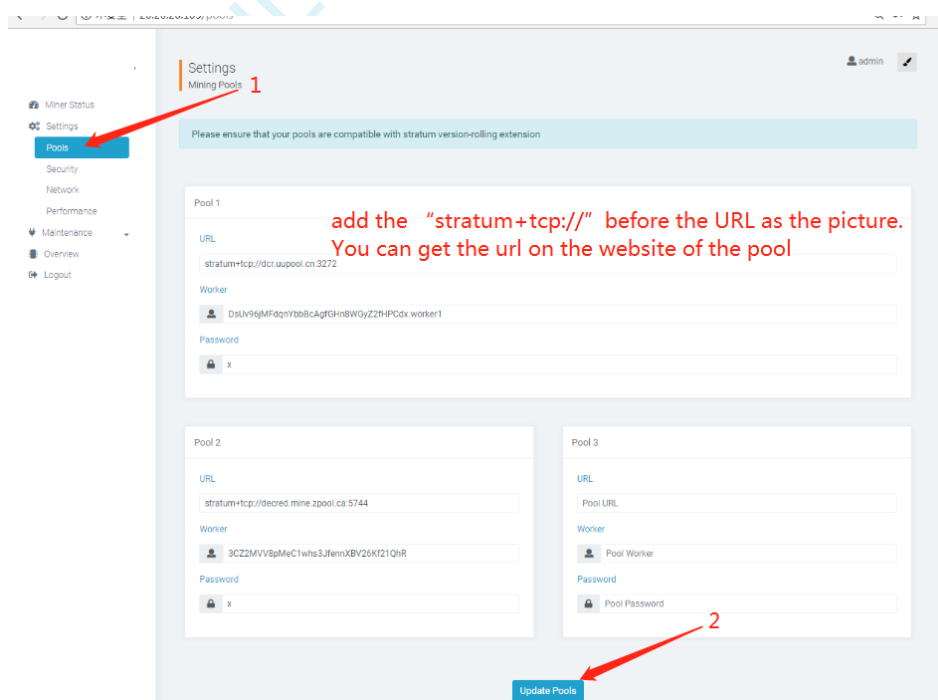 Settings
Mining Pools
1
admin
Miner Status
Settings
Pools
Security
Network
Performance
Maintenance
Overview
Logout
Please ensure that your pools are compatible with stratum version-rolling extension
Pool 1
add the “stratum+tcp://” before the URL as the picture.
You can get the url on the website of the pool
URL
stratum+tcp://dcr.uupool.cn:3272
Worker
DsUv96jMFdqnYbbBcAgfGHn8WGyZ2fHPCdx.worker1
Password
x
Pool 2
URL
stratum+tcp://decred.mine.zpool.ca:5744
Worker
3CZ2MVV8pMeC1whs3JfennXBV26Kf21QhR
Password
x
Pool 3
URL
Pool URL
Worker
Pool Worker
Password
Pool Password
2
Update Pools